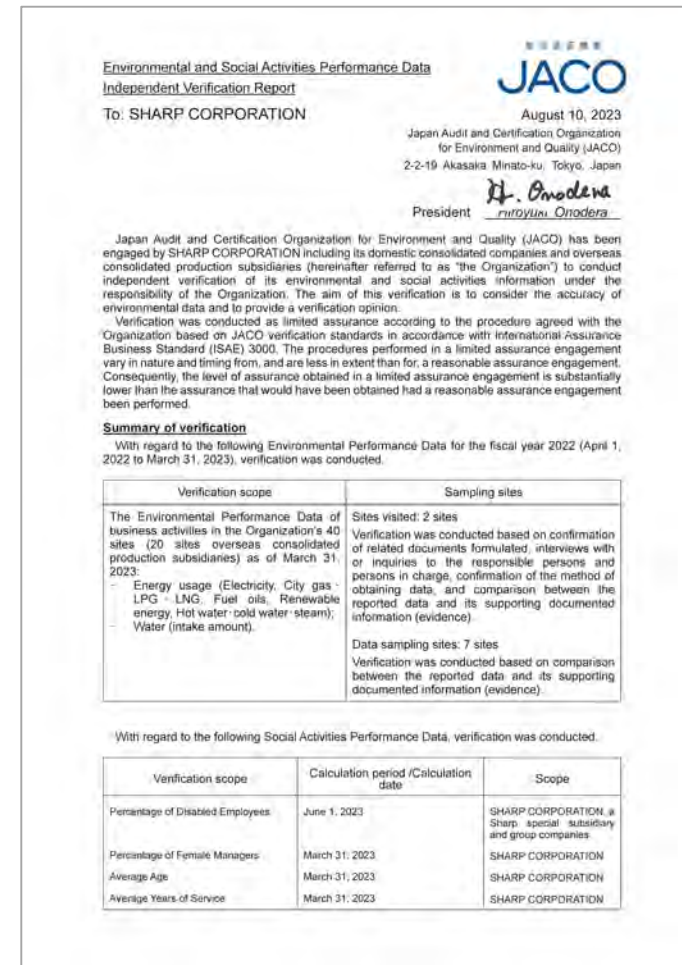 Environmental and Social Activities Performance Data
Independent Verification Report
To: SHARP CORPORATION
JACO
August 10, 2023
Japan Audit and Certification Organization
for Environment and Quality (JACO)
2-2-19 Akasaka Minato-ku, Tokyo, Japan
H. Onodera
President Hiroyuki Onodera
Japan Audit and Certification Organization for Environment and Quality (JACO) has been
engaged by SHARP CORPORATION including its domestic consolidated companies and overseas
consolidated production subsidiaries (hereinafter referred to as "the Organization") to conduct
independent verification of its environmental and social activities information under the
responsibility of the Organization. The aim of this verification is to consider the accuracy of
environmental data and to provide a verification opinion.
Verification was conducted as limited assurance according to the procedure agreed with the
Organization based on JACO verification standards in accordance with International Assurance
Business Standard (ISAE) 3000. The procedures performed in a limited assurance engagement
vary in nature and timing from, and are less in extent than for, a reasonable assurance engagement.
Consequently, the level of assurance obtained in a limited assurance engagement is substantially
lower than the assurance that would have been obtained had a reasonable assurance engagement
been performed.
Summary of verification
With regard to the following Environmental Performance Data for the fiscal year 2022 (April 1,
2022 to March 31, 2023), verification was conducted.
Verification scope
Sampling sites
The Environmental Performance Data of
business activities in the Organization's 40
sites (20 sites overseas consolidated
production subsidiaries) as of March 31,
2023:
- Energy usage (Electricity, City gas ·
LPG · LNG, Fuel oils, Renewable
energy, Hot water · cold water · steam);
- Water (intake amount).
Sites visited: 2 sites
Verification was conducted based on confirmation
of related documents formulated, interviews with
or inquiries to the responsible persons and
persons in charge, confirmation of the method of
obtaining data, and comparison between the
reported data and its supporting documented
information (evidence).
Data sampling sites: 7 sites
Verification was conducted based on comparison
between the reported data and its supporting
documented information (evidence).
With regard to the following Social Activities Performance Data, verification was conducted.
Verification scope
Calculation period /Calculation
date
Scope
Percentage of Disabled Employees
June 1, 2023
SHARP CORPORATION, a
Sharp special subsidiary
and group companies
Percentage of Female Managers
March 31, 2023
SHARP CORPORATION
Average Age
March 31, 2023
SHARP CORPORATION
Average Years of Service
March 31, 2023
SHARP CORPORATION